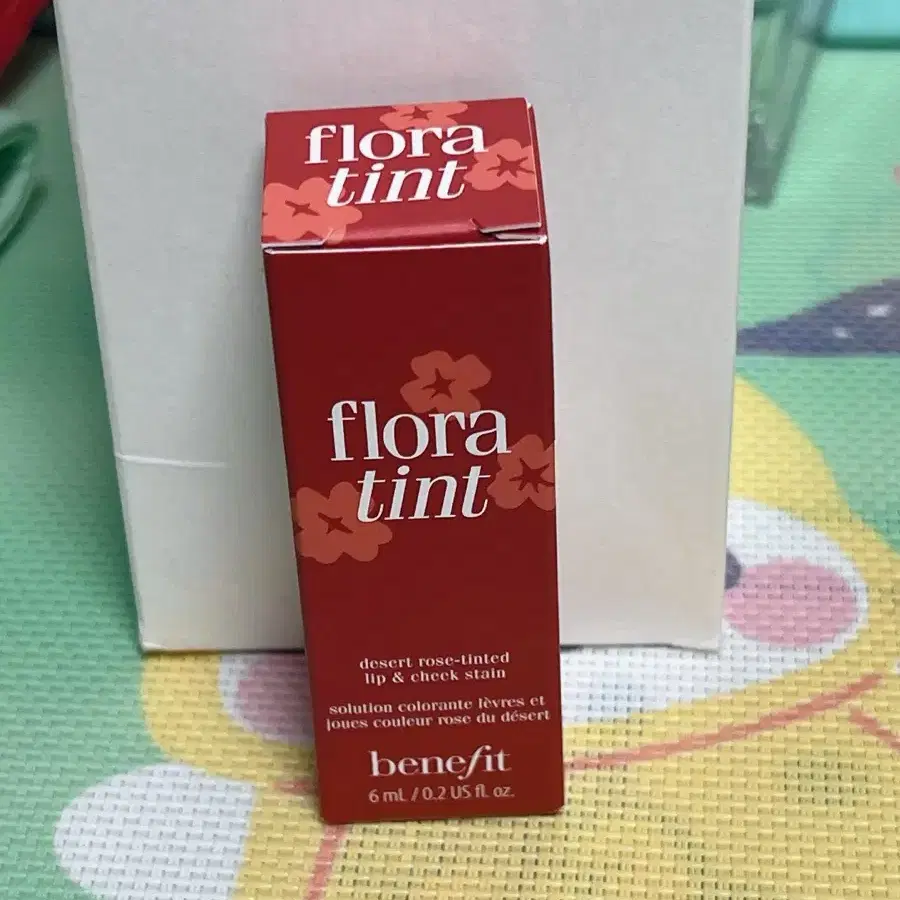 flora
tint
flora
tint
desert rose-tinted
lip & cheek stain
solution colorante lèvres et
joues couleur rose du désert
benefit
6 mL / 0.2 US fl. oz.